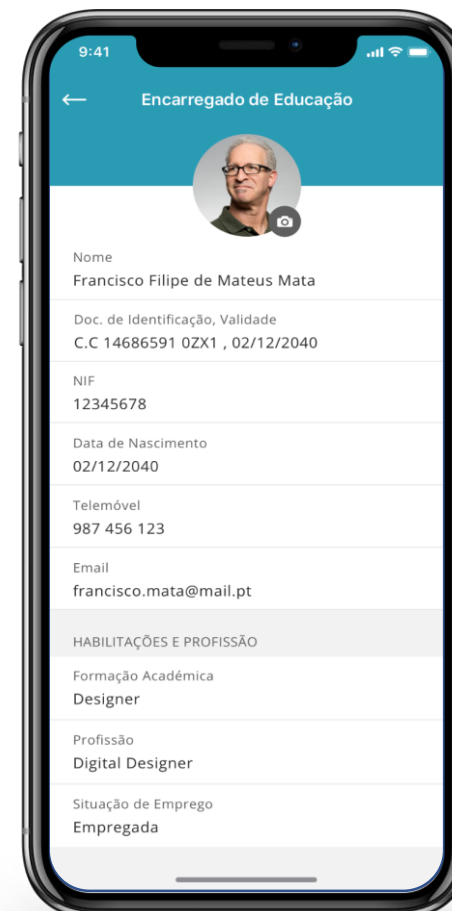 9:41
Encarregado de Educação
Nome
Francisco Filipe de Mateus Mata
Doc. de Identificação, Validade
C.C 14686591 0ZX1 , 02/12/2040
NIF
12345678
Data de Nascimento
02/12/2040
Telemóvel
987 456 123
Email
francisco.mata@mail.pt
HABILITAÇÕES E PROFISSÃO
Formação Académica
Designer
Profissão
Digital Designer
Situação de Emprego
Empregada